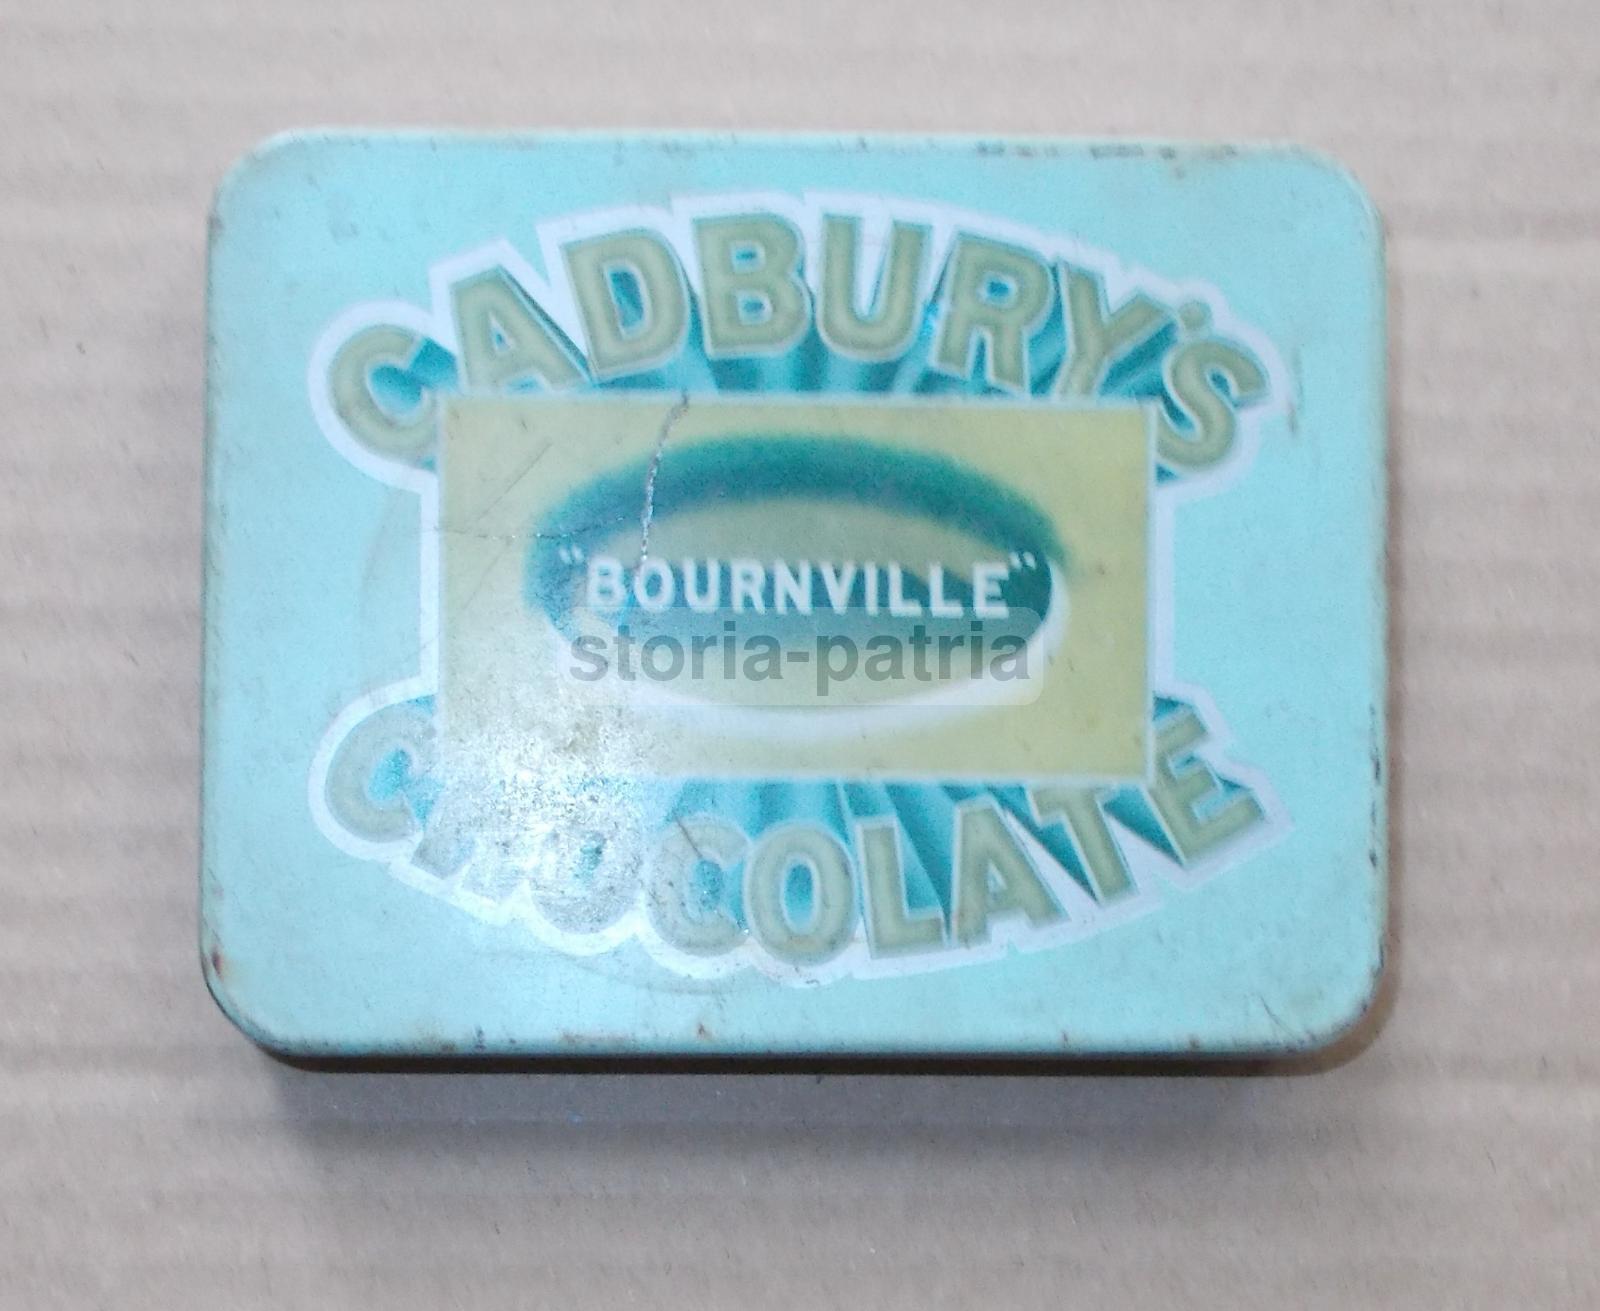 CADBURY'S
"BOURNVILLE"
storia-patria
CHOCOLATE